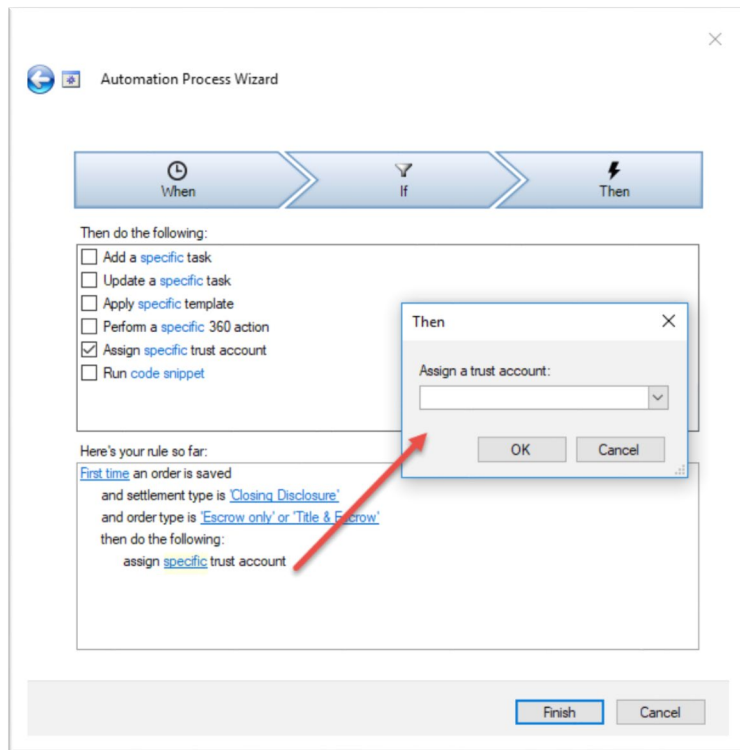 Automation Process Wizard
When
If
Then
Then do the following:
Add a specific task
Update a specific task
Apply specific template
Perform a specific 360 action
Assign specific trust account
Run code snippet
Then
Assign a trust account:
OK
Cancel
Here's your rule so far:
First time an order is saved
and settlement type is 'Closing Disclosure'
and order type is 'Escrow only' or 'Title & Escrow'
then do the following:
assign specific trust account
Finish
Cancel